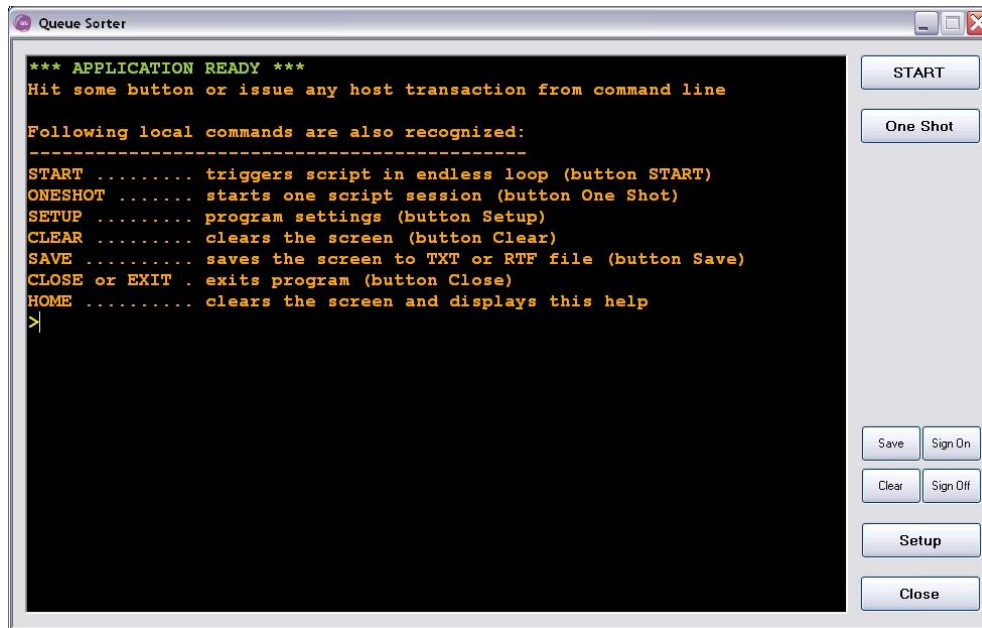 Queue Sorter
*** APPLICATION READY ***
Hit some button or issue any host transaction from command line
Following local commands are also recognized:
---------------------------------------------
START ......... triggers script in endless loop (button START)
ONESHOT ....... starts one script session (button One Shot)
SETUP ......... program settings (button Setup)
CLEAR ......... clears the screen (button Clear)
SAVE .......... saves the screen to TXT or RTF file (button Save)
CLOSE or EXIT . exits program (button Close)
HOME .......... clears the screen and displays this help
>
START
One Shot
Save Sign On
Clear Sign Off
Setup
Close